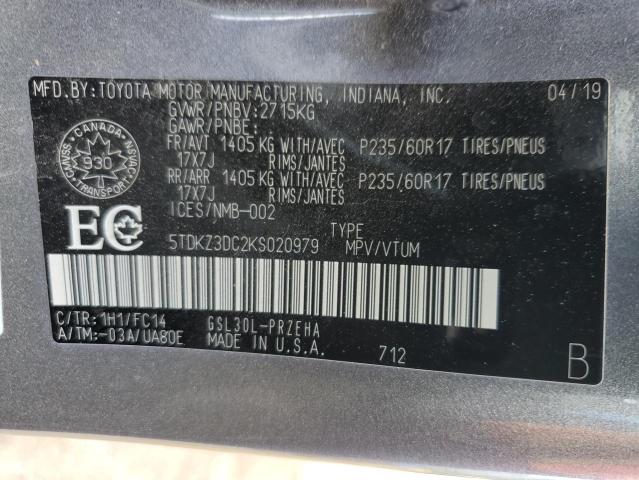 MFD.BY:TOYOTA MOTOR MANUFACTURING, INDIANA, INC. 04/19
GVWR/PNBV:2715KG
GAWR/PNBE:
FR/AVT 1405 KG WITH/AVEC P235/60R17 TIRES/PNEUS
17X7J RIMS/JANTES
RR/ARR 1405 KG WITH/AVEC P235/60R17 TIRES/PNEUS
17X7J RIMS/JANTES
ICES/NMB-002
CANADA
930
TRANSPORT
CMVSS NSVAC
EC
TYPE
5TDKZ3DC2KS020979 MPV/VTUM
C/TR:1H1/FC14 GSL30L-PRZEHA
A/TM:-03A/UA80E MADE IN U.S.A. 712 B